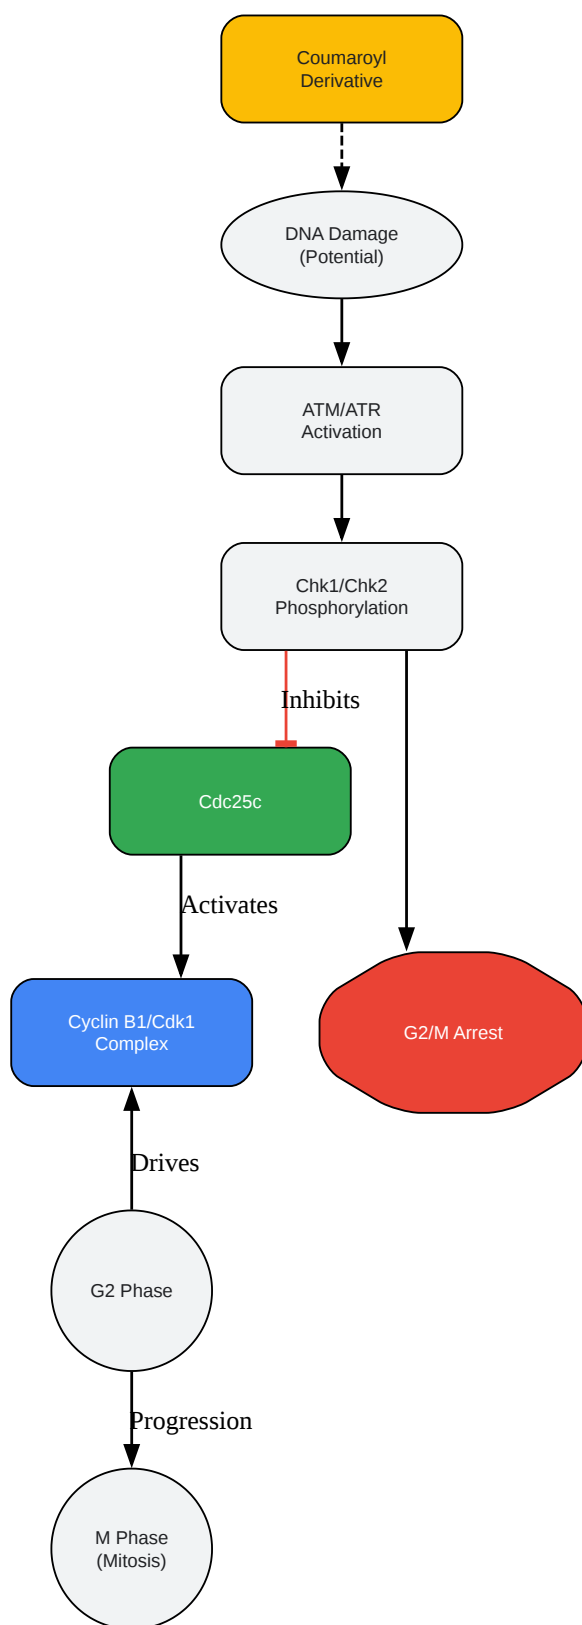 Coumaroyl
Derivative
DNA Damage
(Potential)
ATM/ATR
Activation
Chk1/Chk2
Phosphorylation
Inhibits
Cdc25c
Activates
Cyclin B1/Cdk1
Complex
G2/M Arrest
Drives
G2 Phase
Progression
M Phase
(Mitosis)